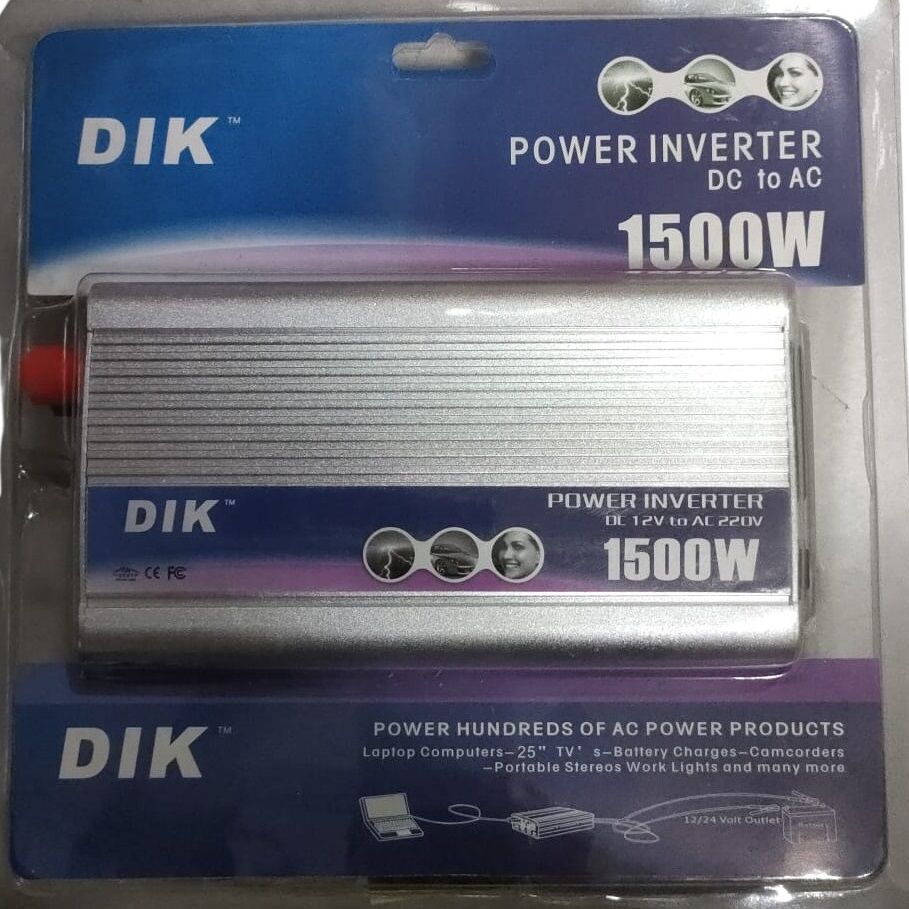 DIK™
POWER INVERTER
DC to AC
1500W
DIK™
POWER INVERTER
DC 12V to AC 220V
1500W
CE FC
DIK™
POWER HUNDREDS OF AC POWER PRODUCTS
Laptop Computers–25" TV' s–Battery Charges–Camcorders
–Portable Stereos Work Lights and many more
12/24 Volt Outlet